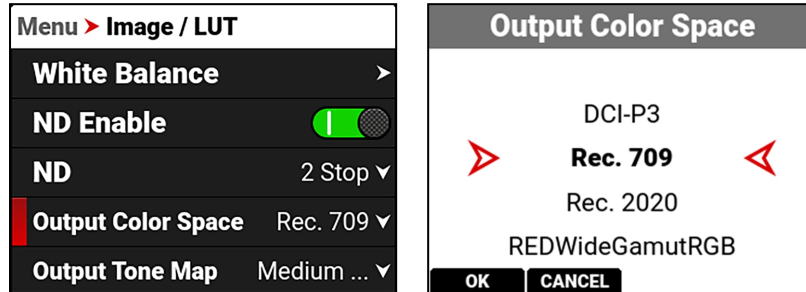 Menu > Image / LUT
White Balance >
ND Enable
ND 2 Stop
Output Color Space Rec. 709
Output Tone Map Medium ...
Output Color Space
DCI-P3
Rec. 709
Rec. 2020
REDWideGamutRGB
OK CANCEL